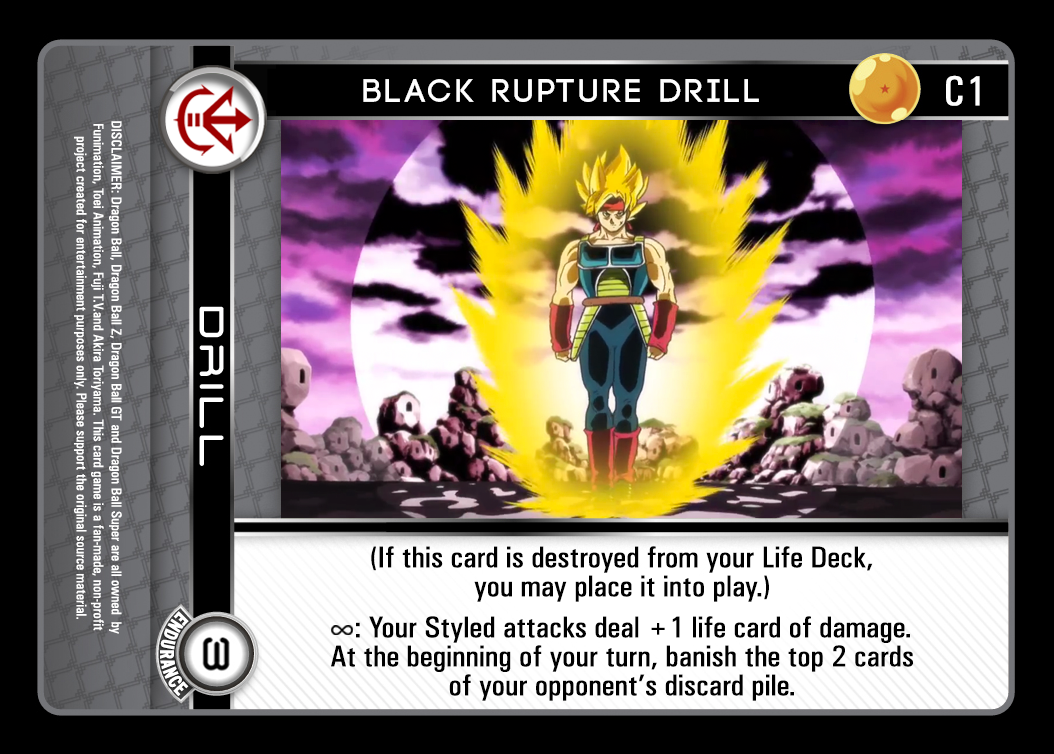 BLACK RUPTURE DRILL
C1
DISCLAIMER: Dragon Ball, Dragon Ball Z, Dragon Ball GT and Dragon Ball Super are all owned by
Funimation, Toei Animation, Fuji T.V.and Akira Toriyama. This card game is a fan-made, non-profit
project created for entertainment purposes only. Please support the original source material.
DRILL
(If this card is destroyed from your Life Deck,
you may place it into play.)
∞: Your Styled attacks deal +1 life card of damage.
At the beginning of your turn, banish the top 2 cards
of your opponent's discard pile.
ENDURANCE
3